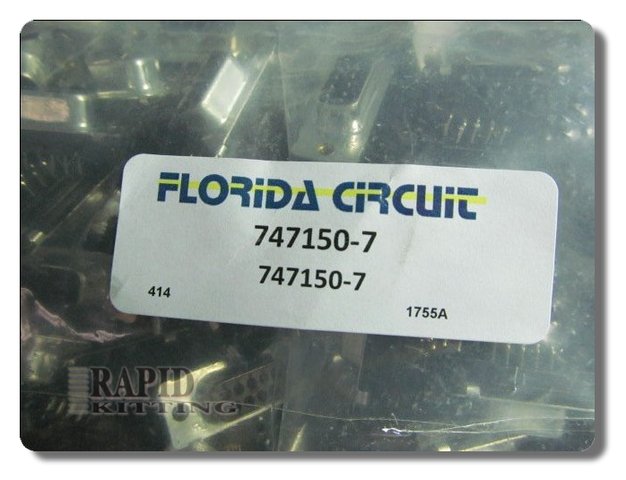 FLORIDA CIRCUIT
747150-7
747150-7
414
1755A
RAPID
KITTING